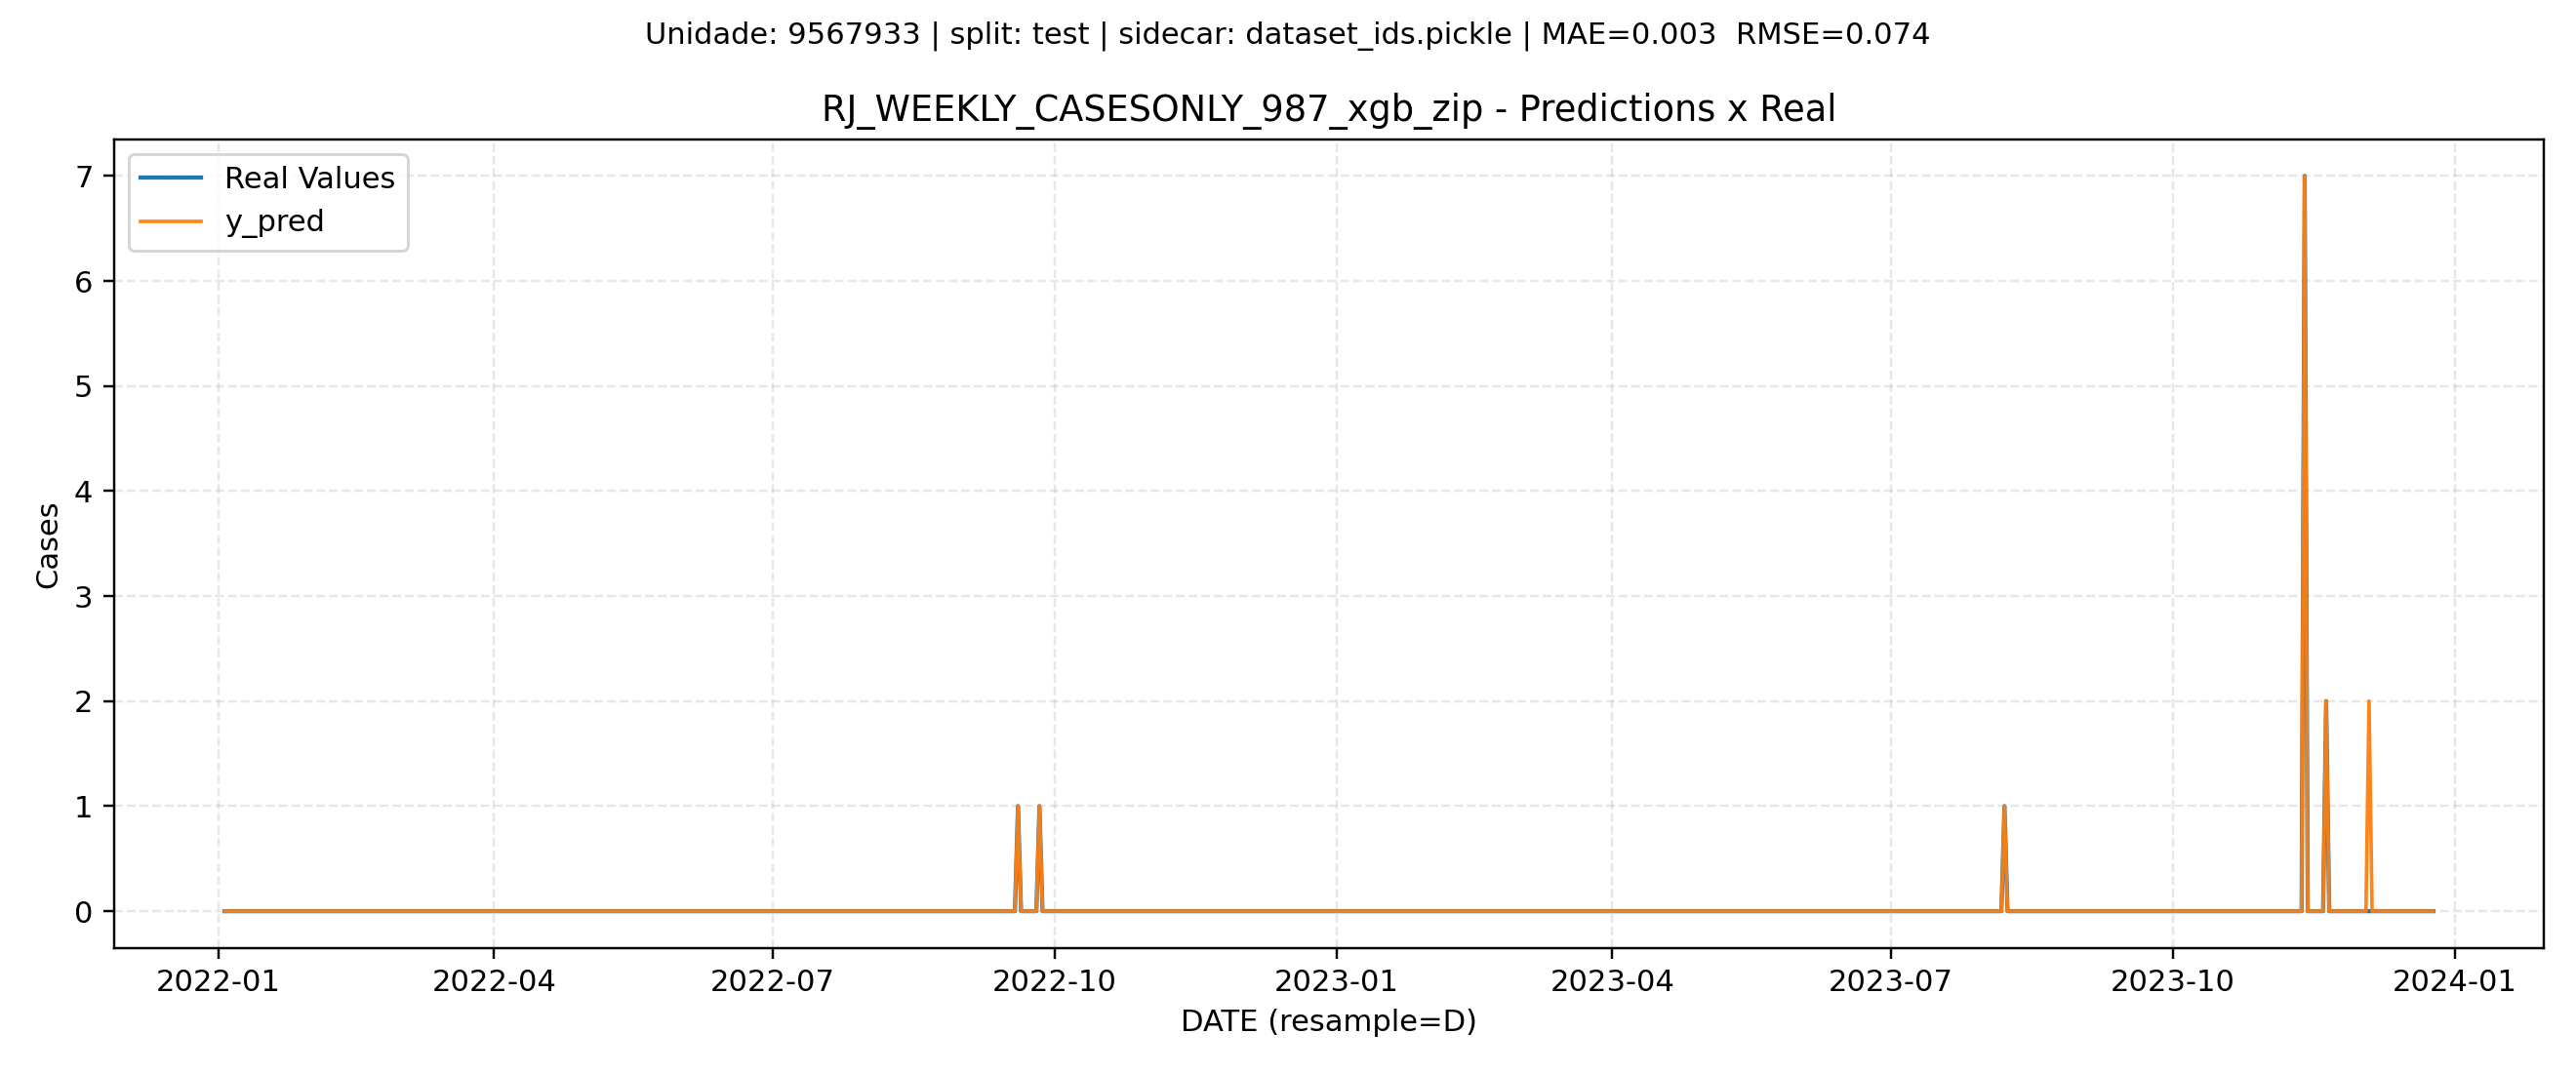 Unidade: 9567933 | split: test | sidecar: dataset_ids.pickle | MAE=0.003  RMSE=0.074
RJ_WEEKLY_CASESONLY_987_xgb_zip - Predictions x Real
Real Values
y_pred
7
6
5
4
3
2
1
0
Cases
2022-01
2022-04
2022-07
2022-10
2023-01
2023-04
2023-07
2023-10
2024-01
DATE (resample=D)